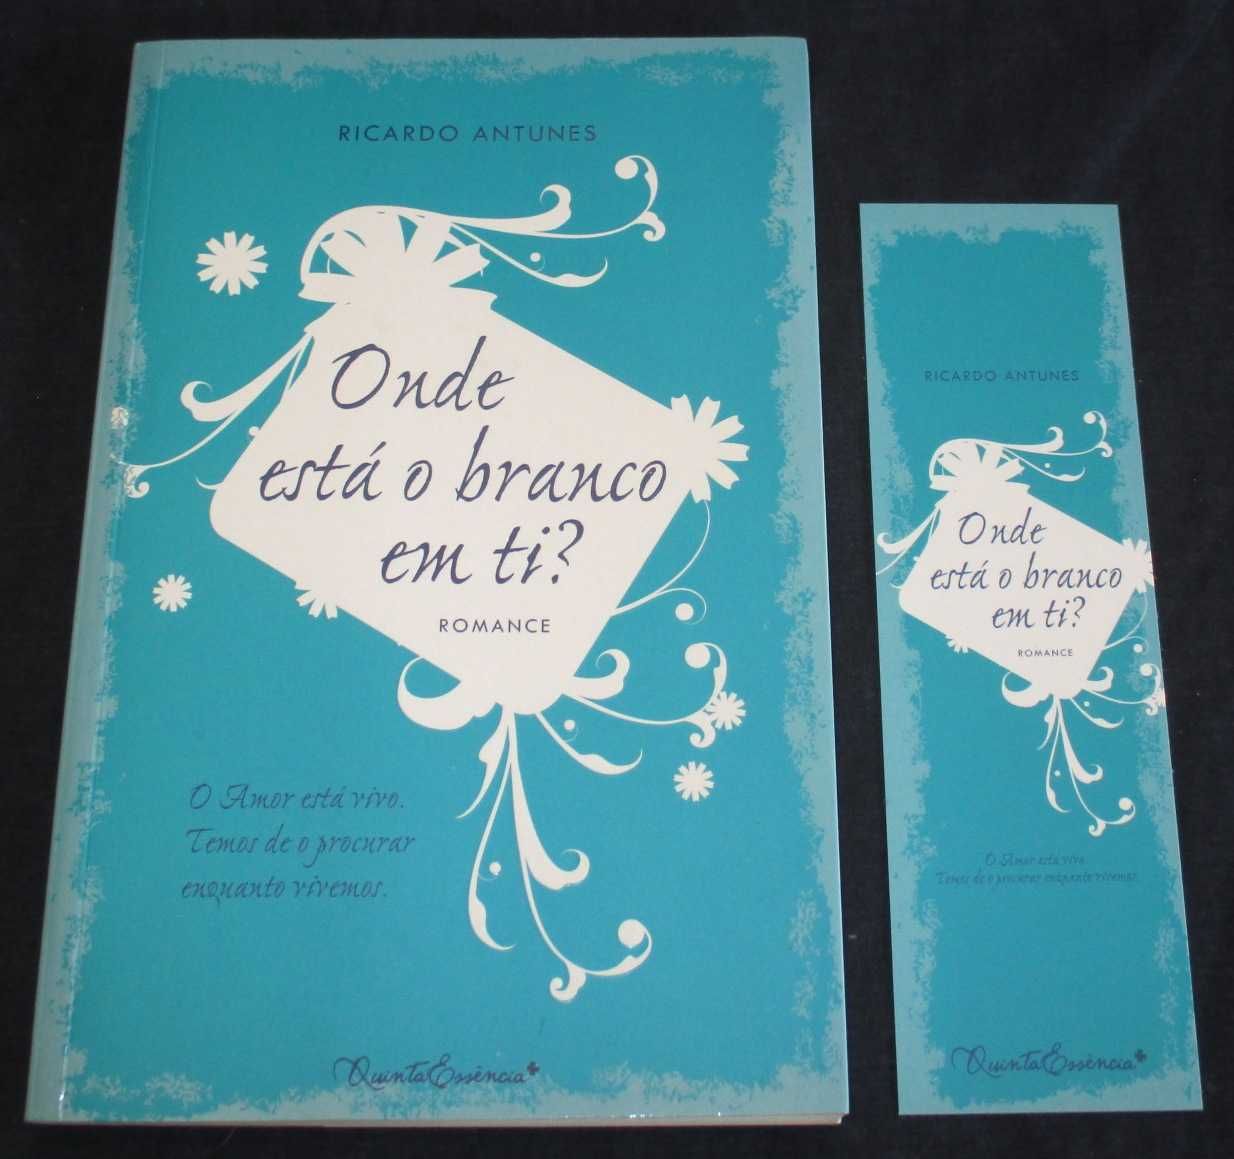 RICARDO ANTUNES
Onde
está o branco
em ti?
ROMANCE
O Amor está vivo.
Temos de o procurar
enquanto vivemos.
QuintaEssência
RICARDO ANTUNES
Onde
está o branco
em ti?
ROMANCE
O Amor está vivo.
Temos de o procurar enquanto vivemos.
QuintaEssência